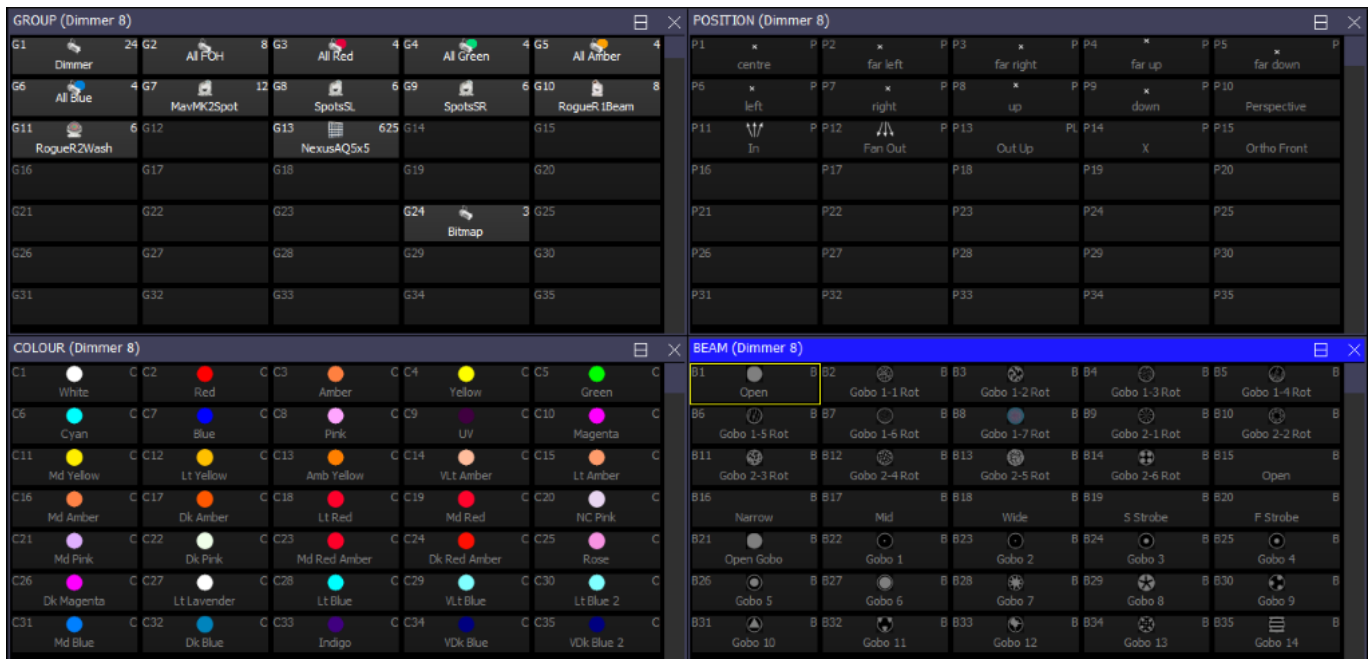 GROUP (Dimmer 8)
G1 24 G2 8 G3 4 G4 4 G5 4
Dimmer All FOH All Red All Green All Amber
G6 4 G7 12 G8 6 G9 6 G10 8
All Blue MavMK2Spot SpotsSL SpotsSR RogueR1Beam
G11 6 G12 G13 625 G14 G15
RogueR2Wash NexusAQ5x5
G16 G17 G18 G19 G20
G21 G22 G23 G24 3 G25
Bitmap
G26 G27 G28 G29 G30
G31 G32 G33 G34 G35
POSITION (Dimmer 8)
P1 P P2 P P3 P P4 P P5 P
centre far left far right far up far down
P6 P P7 P P8 P P9 P P10
left right up down Perspective
P11 P P12 P P13 PL P14 P P15
In Fan Out Out Up X Ortho Front
P16 P17 P18 P19 P20
P21 P22 P23 P24 P25
P26 P27 P28 P29 P30
P31 P32 P33 P34 P35
COLOUR (Dimmer 8)
C1 C C2 C C3 C C4 C C5 C
White Red Amber Yellow Green
C6 C C7 C C8 C C9 C C10 C
Cyan Blue Pink UV Magenta
C11 C C12 C C13 C C14 C C15 C
Md Yellow Lt Yellow Amb Yellow VLt Amber Lt Amber
C16 C C17 C C18 C C19 C C20 C
Md Amber Dk Amber Lt Red Md Red NC Pink
C21 C C22 C C23 C C24 C C25 C
Md Pink Dk Pink Md Red Amber Dk Red Amber Rose
C26 C C27 C C28 C C29 C C30 C
Dk Magenta Lt Lavender Lt Blue VLt Blue Lt Blue 2
C31 C C32 C C33 C C34 C C35 C
Md Blue Dk Blue Indigo VDk Blue VDk Blue 2
BEAM (Dimmer 8)
B1 B B2 B B3 B B4 B B5 B
Open Gobo 1-1 Rot Gobo 1-2 Rot Gobo 1-3 Rot Gobo 1-4 Rot
B6 B B7 B B8 B B9 B B10 B
Gobo 1-5 Rot Gobo 1-6 Rot Gobo 1-7 Rot Gobo 2-1 Rot Gobo 2-2 Rot
B11 B B12 B B13 B B14 B B15 B
Gobo 2-3 Rot Gobo 2-4 Rot Gobo 2-5 Rot Gobo 2-6 Rot Open
B16 B B17 B B18 B B19 B B20 B
Narrow Mid Wide S Strobe F Strobe
B21 B B22 B B23 B B24 B B25 B
Open Gobo Gobo 1 Gobo 2 Gobo 3 Gobo 4
B26 B B27 B B28 B B29 B B30 B
Gobo 5 Gobo 6 Gobo 7 Gobo 8 Gobo 9
B31 B B32 B B33 B B34 B B35 B
Gobo 10 Gobo 11 Gobo 12 Gobo 13 Gobo 14